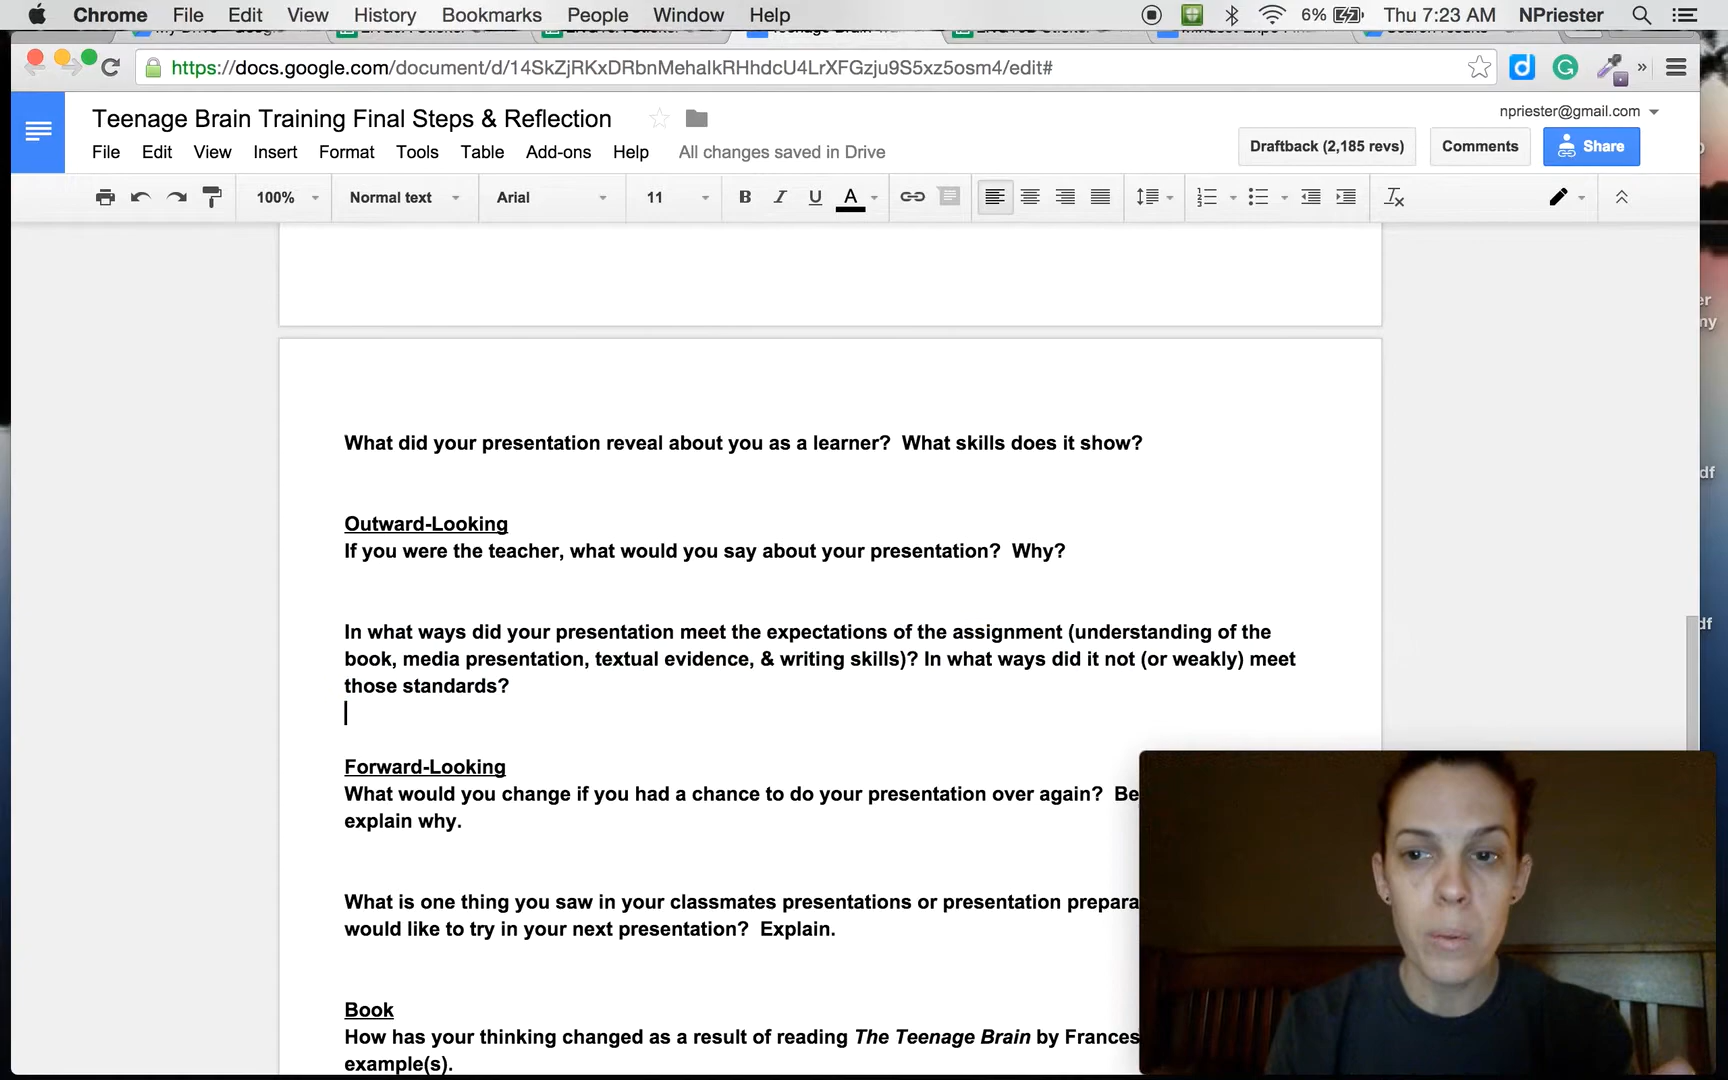 Chrome File Edit View History Bookmarks People Window Help 6% Thu 7:23 AM NPriester
https://docs.google.com/document/d/14SkZjRKxDRbnMehaIkRHhdcU4LrXFGzju9S5xz5osm4/edit#
Teenage Brain Training Final Steps & Reflection
npriester@gmail.com
File Edit View Insert Format Tools Table Add-ons Help All changes saved in Drive
Draftback (2,185 revs) Comments Share
100% Normal text Arial 11 B I U A
What did your presentation reveal about you as a learner?  What skills does it show?
Outward-Looking
If you were the teacher, what would you say about your presentation?  Why?
In what ways did your presentation meet the expectations of the assignment (understanding of the
book, media presentation, textual evidence, & writing skills)? In what ways did it not (or weakly) meet
those standards?
Forward-Looking
What would you change if you had a chance to do your presentation over again?  Be
explain why.
What is one thing you saw in your classmates presentations or presentation prepara
would like to try in your next presentation?  Explain.
Book
How has your thinking changed as a result of reading The Teenage Brain by Frances
example(s).